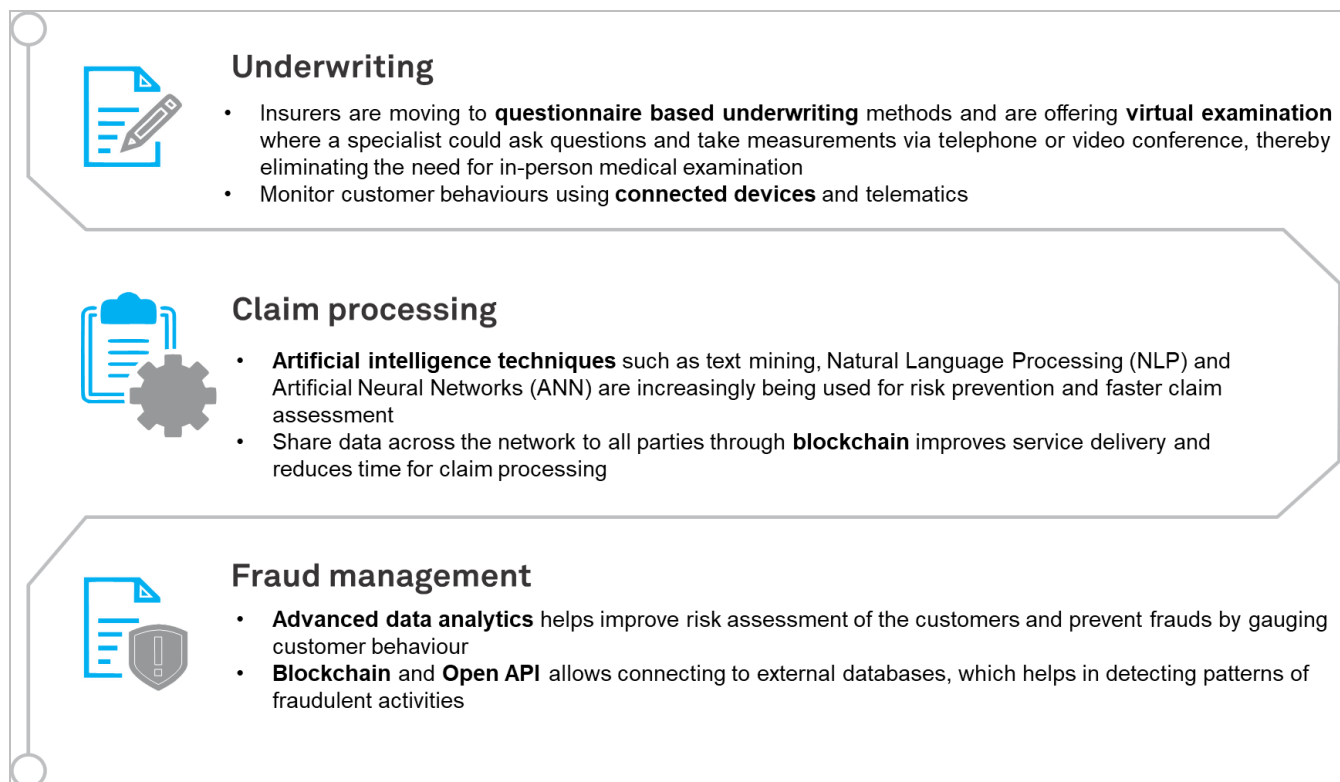 Underwriting
• Insurers are moving to questionnaire based underwriting methods and are offering virtual examination
where a specialist could ask questions and take measurements via telephone or video conference, thereby
eliminating the need for in-person medical examination
• Monitor customer behaviours using connected devices and telematics
Claim processing
• Artificial intelligence techniques such as text mining, Natural Language Processing (NLP) and
Artificial Neural Networks (ANN) are increasingly being used for risk prevention and faster claim
assessment
• Share data across the network to all parties through blockchain improves service delivery and
reduces time for claim processing
Fraud management
• Advanced data analytics helps improve risk assessment of the customers and prevent frauds by gauging
customer behaviour
• Blockchain and Open API allows connecting to external databases, which helps in detecting patterns of
fraudulent activities